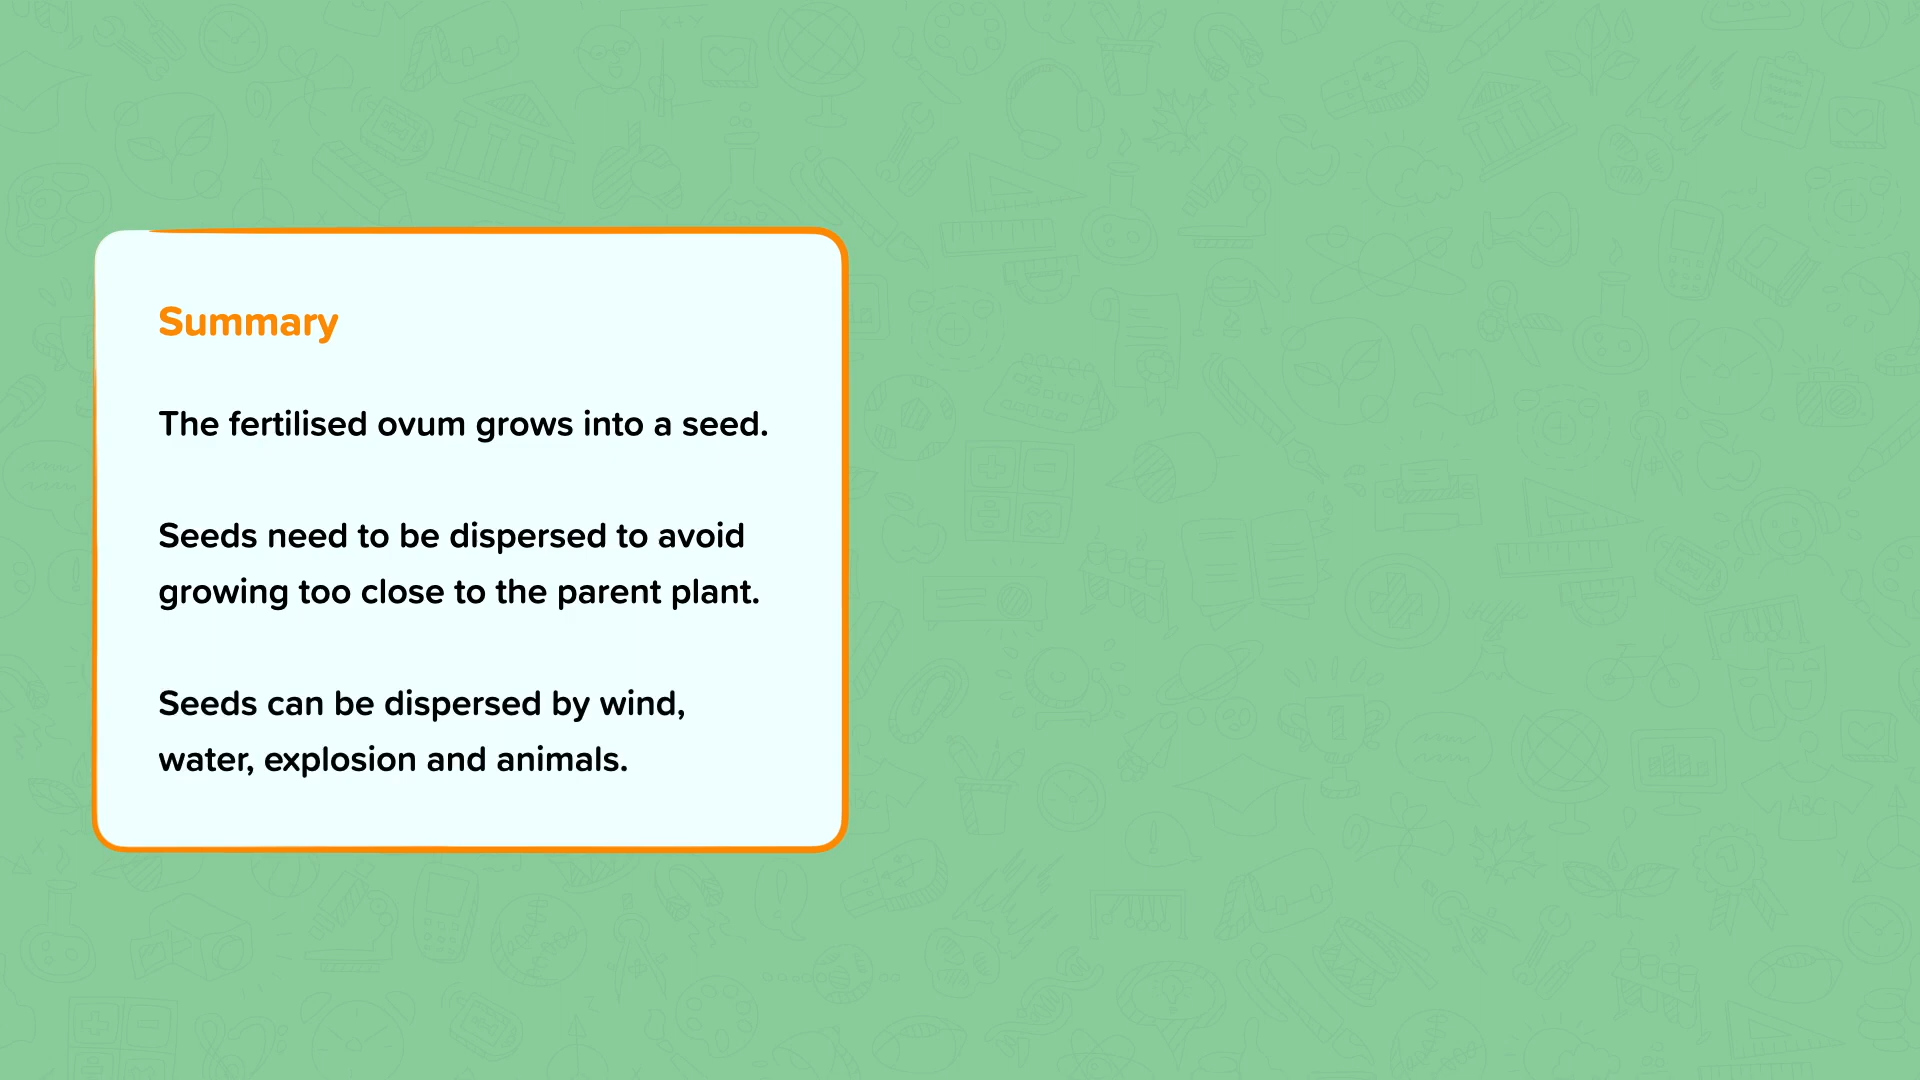 Summary
The fertilised ovum grows into a seed.
Seeds need to be dispersed to avoid
growing too close to the parent plant.
Seeds can be dispersed by wind,
water, explosion and animals.